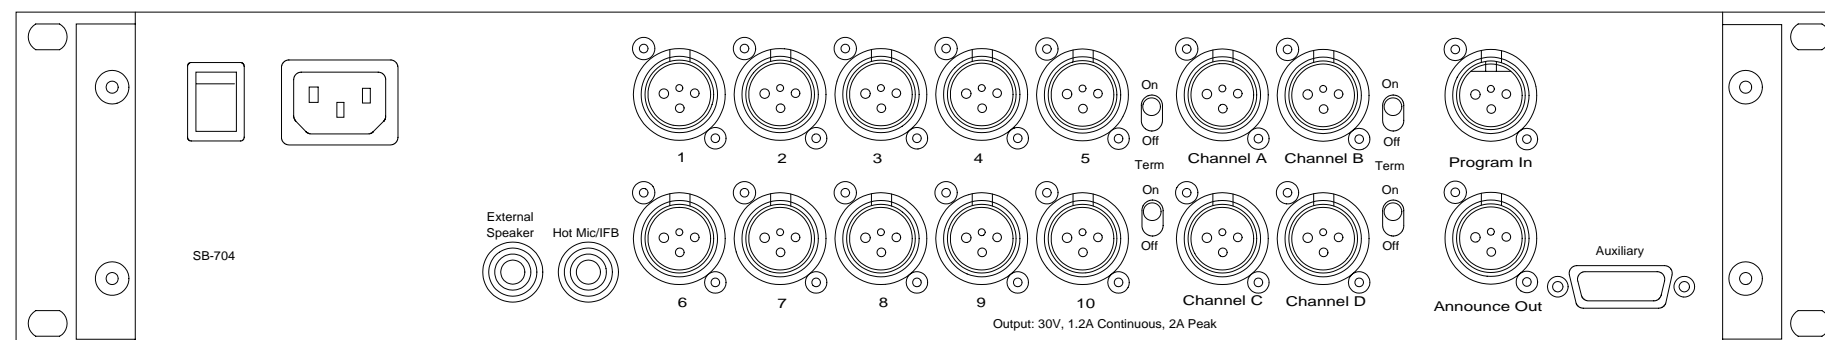 On
On
Off
Off
1
2
3
4
5
Channel A
Channel B
Program In
Term
Term
On
On
External
Speaker
Hot Mic/IFB
Off
Off
SB-704
Auxiliary
6
7
8
9
10
Channel C
Channel D
Announce Out
Output: 30V, 1.2A Continuous, 2A Peak